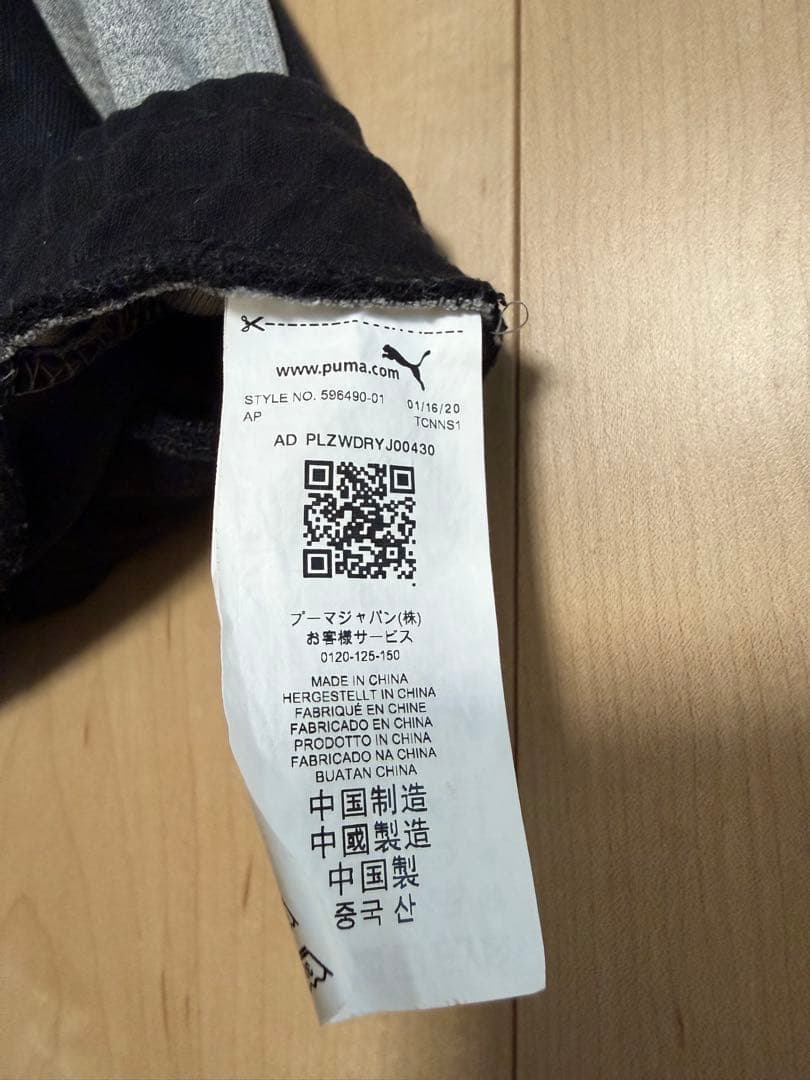 www.puma.com
STYLE NO. 596490-01 01/16/20
AP TCNNS1
AD PLZWDRYJ00430
プーマジャパン(株)
お客様サービス
0120-125-150
MADE IN CHINA
HERGESTELLT IN CHINA
FABRIQUÉ EN CHINE
FABRICADO EN CHINA
PRODOTTO IN CHINA
FABRICADO NA CHINA
BUATAN CHINA
中国制造
中國製造
中国製
중국 산